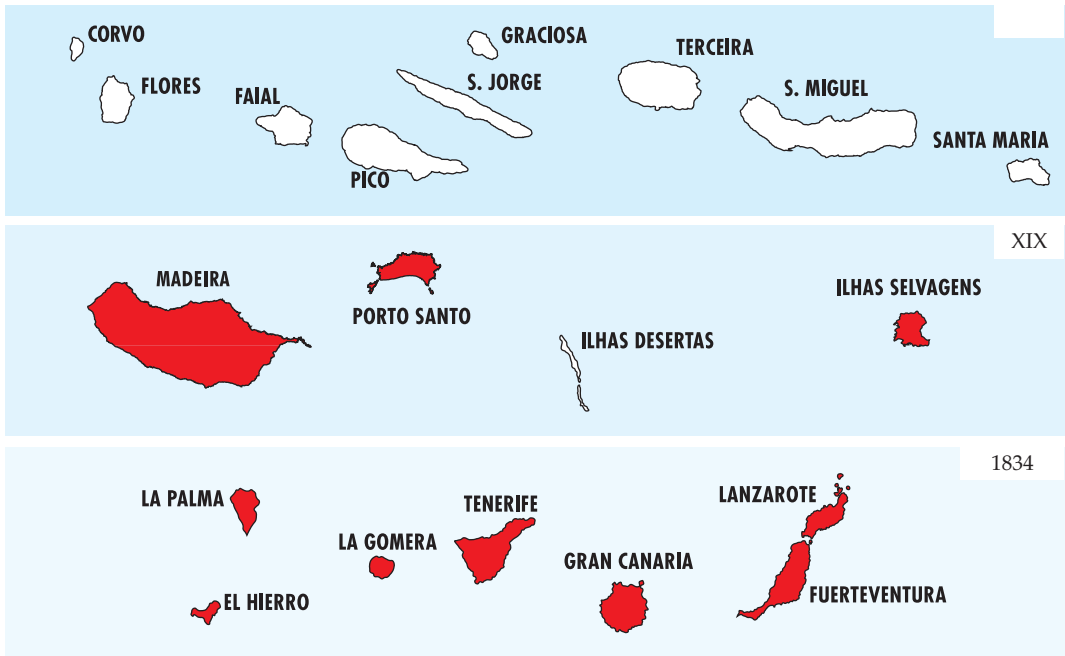 CORVO
GRACIOSA
TERCEIRA
FLORES
S. JORGE
FAIAL
S. MIGUEL
SANTA MARIA
PICO
XIX
MADEIRA
ILHAS SELVAGENS
PORTO SANTO
ILHAS DESERTAS
1834
LA PALMA
LANZAROTE
TENERIFE
LA GOMERA
GRAN CANARIA
EL HIERRO
FUERTEVENTURA